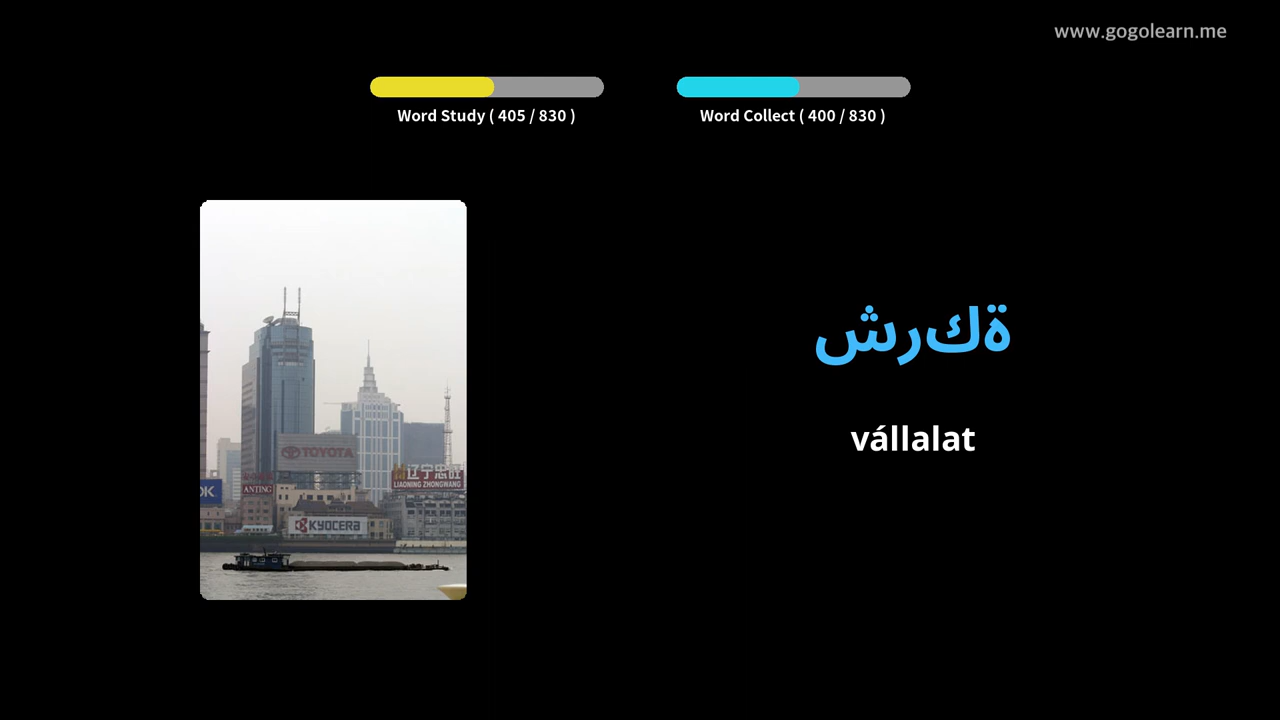 www.gogolearn.me
Word Study ( 405 / 830 )
Word Collect ( 400 / 830 )
شركة
vállalat
TOYOTA
辽宁忠旺
LIAONING ZHONGWANG
OK
ANTING
KYOCERA